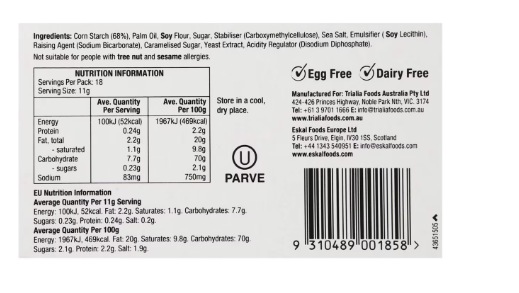 Ingredients: Corn Starch (68%), Palm Oil, Soy Flour, Sugar, Stabiliser (Carboxymethylcellulose), Sea Salt, Emulsifier ( Soy Lecithin),
Raising Agent (Sodium Bicarbonate), Caramelised Sugar, Yeast Extract, Acidity Regulator (Disodium Diphosphate).
Not suitable for people with tree nut and sesame allergies.
NUTRITION INFORMATION
Servings Per Pack: 18
Serving Size: 11g
Ave. Quantity Per Serving Ave. Quantity Per 100g
Energy 100kJ (52kcal) 1967kJ (469kcal)
Protein 0.24g 2.2g
Fat, total 2.2g 20g
- saturated 1.1g 9.8g
Carbohydrate 7.7g 70g
- sugars 0.23g 2.1g
Sodium 83mg 750mg
Store in a cool,
dry place.
U
PARVE
EU Nutrition Information
Average Quantity Per 11g Serving
Energy: 100kJ, 52kcal. Fat: 2.2g. Saturates: 1.1g. Carbohydrates: 7.7g.
Sugars: 0.23g. Protein: 0.24g. Salt: 0.2g.
Average Quantity Per 100g
Energy: 1967kJ, 469kcal. Fat: 20g. Saturates: 9.8g. Carbohydrates: 70g.
Sugars: 2.1g. Protein: 2.2g. Salt: 1.9g.
Egg Free Dairy Free
Manufactured For: Trialia Foods Australia Pty Ltd
424-426 Princes Highway, Noble Park Nth, VIC. 3174
Tel: +61 3 9701 1666 E: info@trialiafoods.com.au
www.trialiafoods.com.au
Eskal Foods Europe Ltd
5 Fleurs Drive, Elgin, IV30 1SS, Scotland
Tel: +44 1343 540951 E: info@eskalfoods.com
www.eskalfoods.com
9 310489 001858 >
43651S05